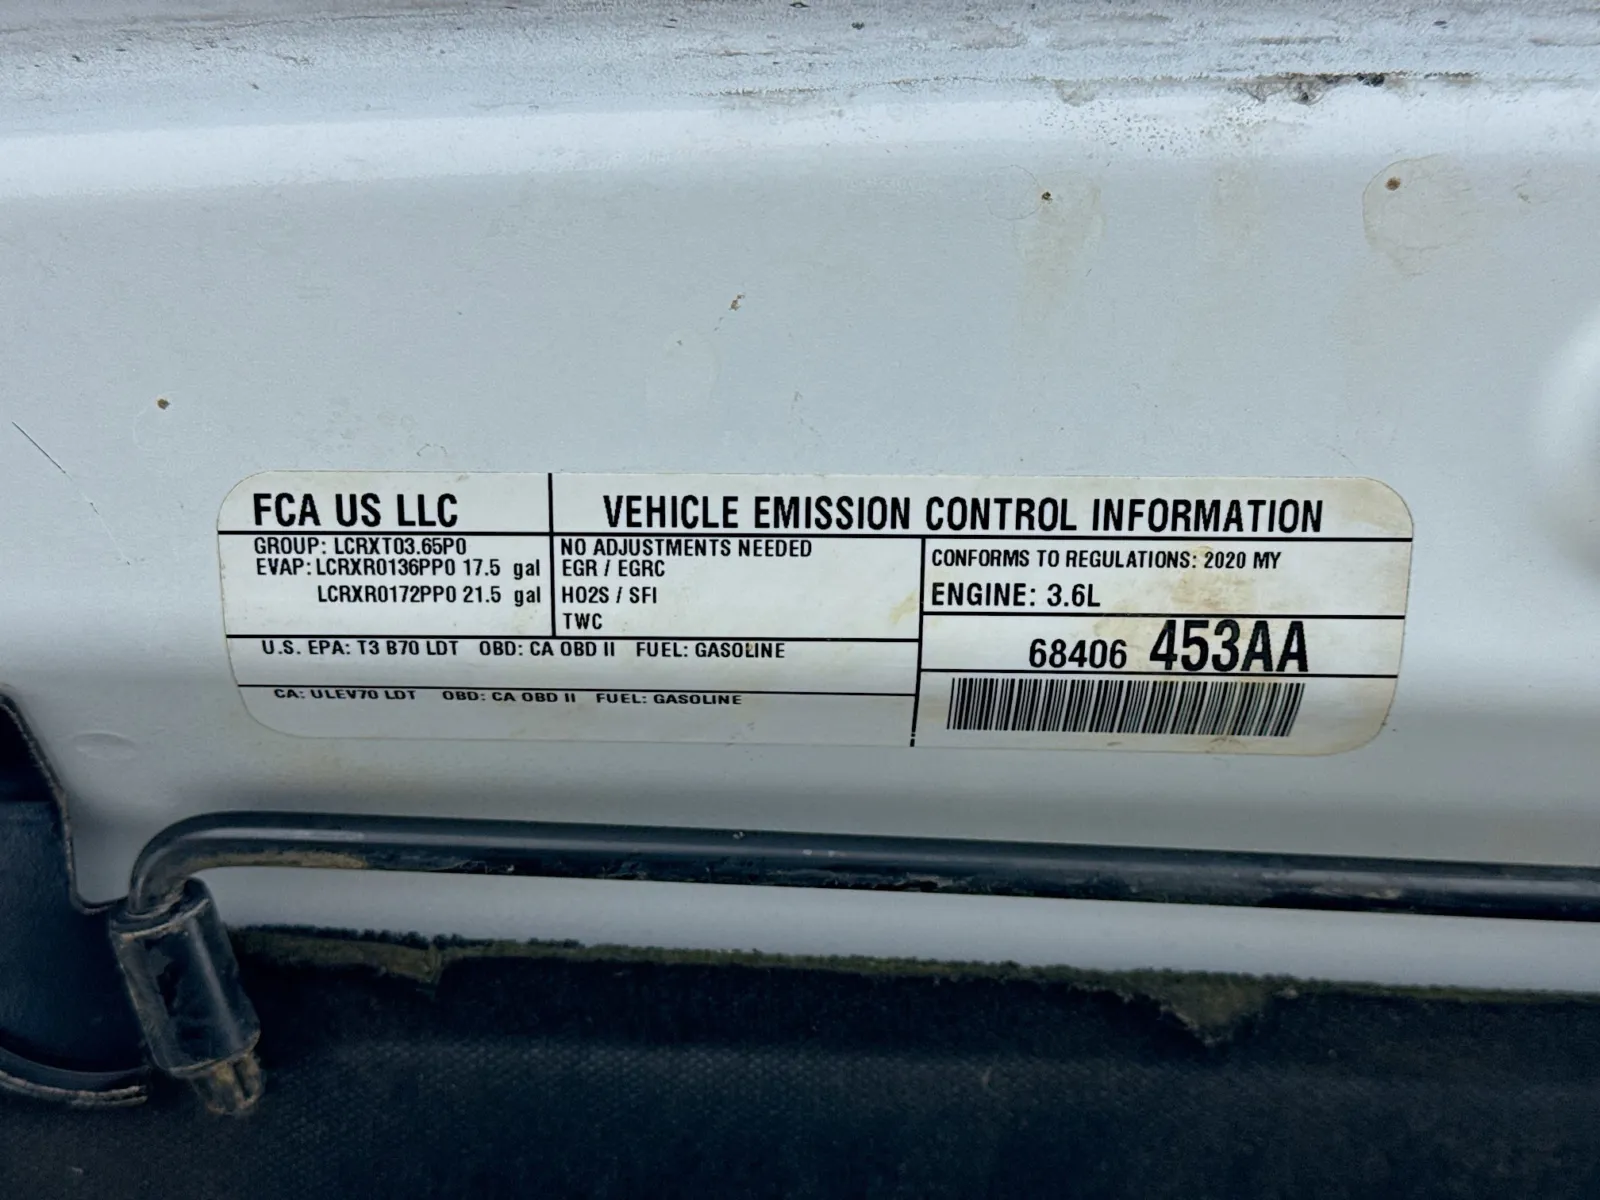 FCA US LLC
VEHICLE EMISSION CONTROL INFORMATION
GROUP: LCRXT03.65P0
EVAP: LCRXR0136PP0 17.5 gal
LCRXR0172PP0 21.5 gal
NO ADJUSTMENTS NEEDED
EGR / EGRC
HO2S / SFI
TWC
CONFORMS TO REGULATIONS: 2020 MY
ENGINE: 3.6L
U.S. EPA: T3 B70 LDT OBD: CA OBD II FUEL: GASOLINE
CA: ULEV70 LDT OBD: CA OBD II FUEL: GASOLINE
68406 453AA